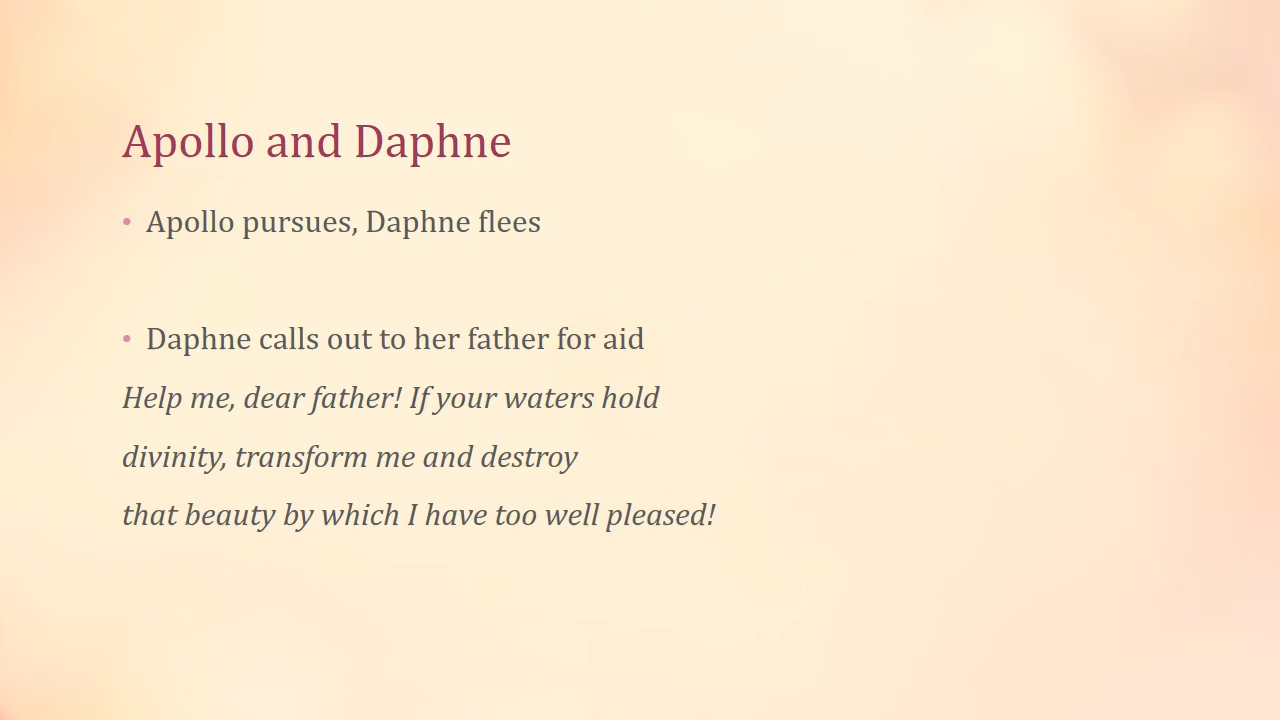 Apollo and Daphne
• Apollo pursues, Daphne flees
• Daphne calls out to her father for aid
Help me, dear father! If your waters hold
divinity, transform me and destroy
that beauty by which I have too well pleased!